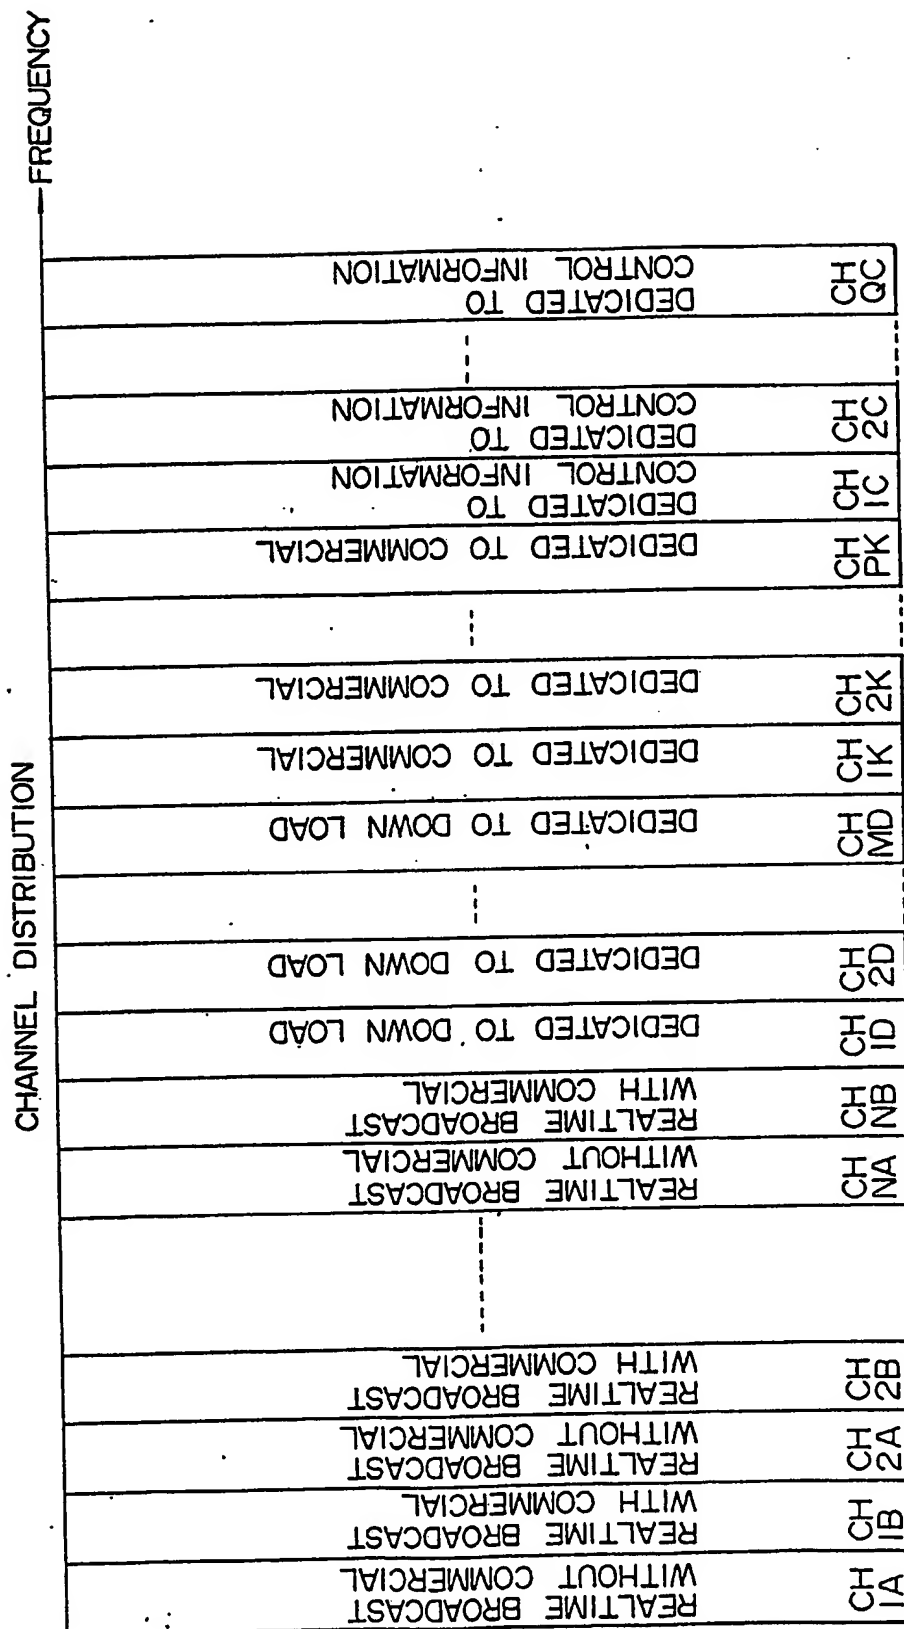 CHANNEL DISTRIBUTION
FREQUENCY
REALTIME BROADCAST
WITHOUT COMMERCIAL
CH
1A
REALTIME BROADCAST
WITH COMMERCIAL
CH
1B
REALTIME BROADCAST
WITHOUT COMMERCIAL
CH
2A
REALTIME BROADCAST
WITH COMMERCIAL
CH
2B
REALTIME BROADCAST
WITHOUT COMMERCIAL
CH
NA
REALTIME BROADCAST
WITH COMMERCIAL
CH
NB
DEDICATED TO DOWN LOAD
CH
1D
DEDICATED TO DOWN LOAD
CH
2D
DEDICATED TO DOWN LOAD
CH
MD
DEDICATED TO COMMERCIAL
CH
1K
DEDICATED TO COMMERCIAL
CH
2K
DEDICATED TO COMMERCIAL
CH
PK
DEDICATED TO
CONTROL INFORMATION
CH
1C
DEDICATED TO
CONTROL INFORMATION
CH
2C
DEDICATED TO
CONTROL INFORMATION
CH
QC